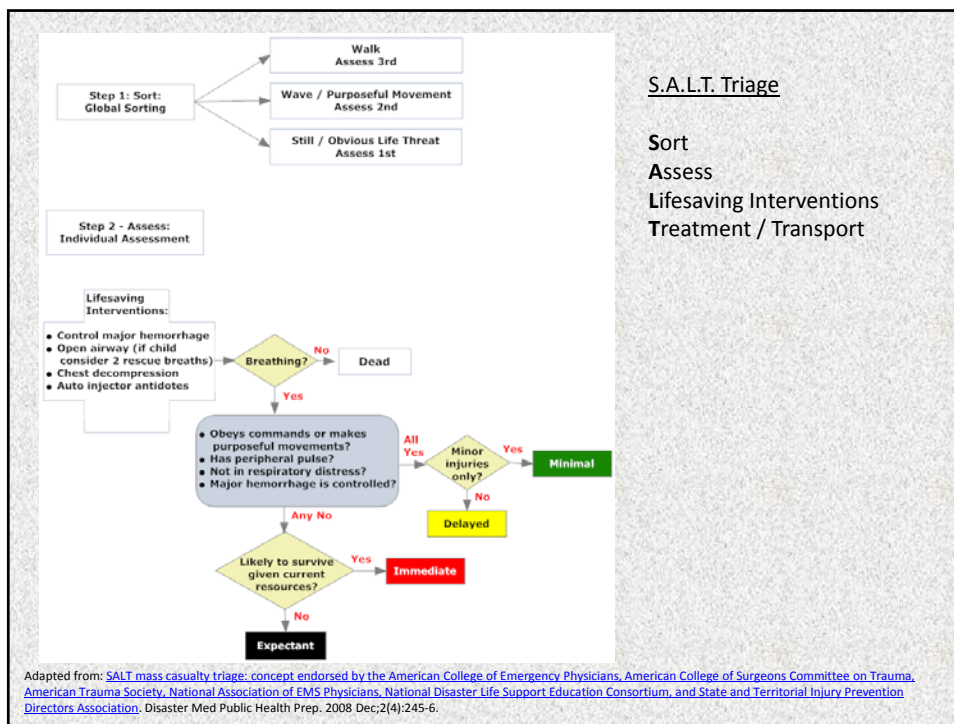 Walk
Assess 3rd
Step 1: Sort:
Global Sorting
Wave / Purposeful Movement
Assess 2nd
Still / Obvious Life Threat
Assess 1st
S.A.L.T. Triage
Sort
Assess
Lifesaving Interventions
Treatment / Transport
Step 2 - Assess:
Individual Assessment
Lifesaving
Interventions:
• Control major hemorrhage
• Open airway (if child
consider 2 rescue breaths)
• Chest decompression
• Auto injector antidotes
Breathing?
No
Dead
Yes
• Obeys commands or makes
purposeful movements?
• Has peripheral pulse?
• Not in respiratory distress?
• Major hemorrhage is controlled?
All
Yes
Minor
injuries
only?
Yes
Minimal
No
Delayed
Any No
Likely to survive
given current
resources?
Yes
Immediate
No
Expectant
Adapted from: SALT mass casualty triage: concept endorsed by the American College of Emergency Physicians, American College of Surgeons Committee on Trauma,
American Trauma Society, National Association of EMS Physicians, National Disaster Life Support Education Consortium, and State and Territorial Injury Prevention
Directors Association. Disaster Med Public Health Prep. 2008 Dec;2(4):245-6.